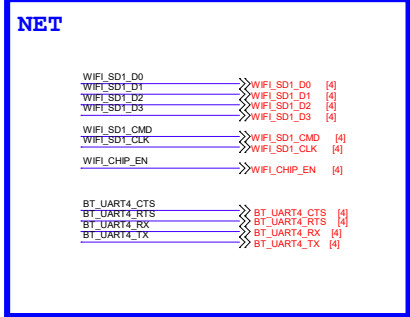 NET
WIFI_SD1_D0 WIFI_SD1_D0 [4]
WIFI_SD1_D1 WIFI_SD1_D1 [4]
WIFI_SD1_D2 WIFI_SD1_D2 [4]
WIFI_SD1_D3 WIFI_SD1_D3 [4]
WIFI_SD1_CMD WIFI_SD1_CMD [4]
WIFI_SD1_CLK WIFI_SD1_CLK [4]
WIFI_CHIP_EN WIFI_CHIP_EN [4]
BT_UART4_CTS BT_UART4_CTS [4]
BT_UART4_RTS BT_UART4_RTS [4]
BT_UART4_RX BT_UART4_RX [4]
BT_UART4_TX BT_UART4_TX [4]